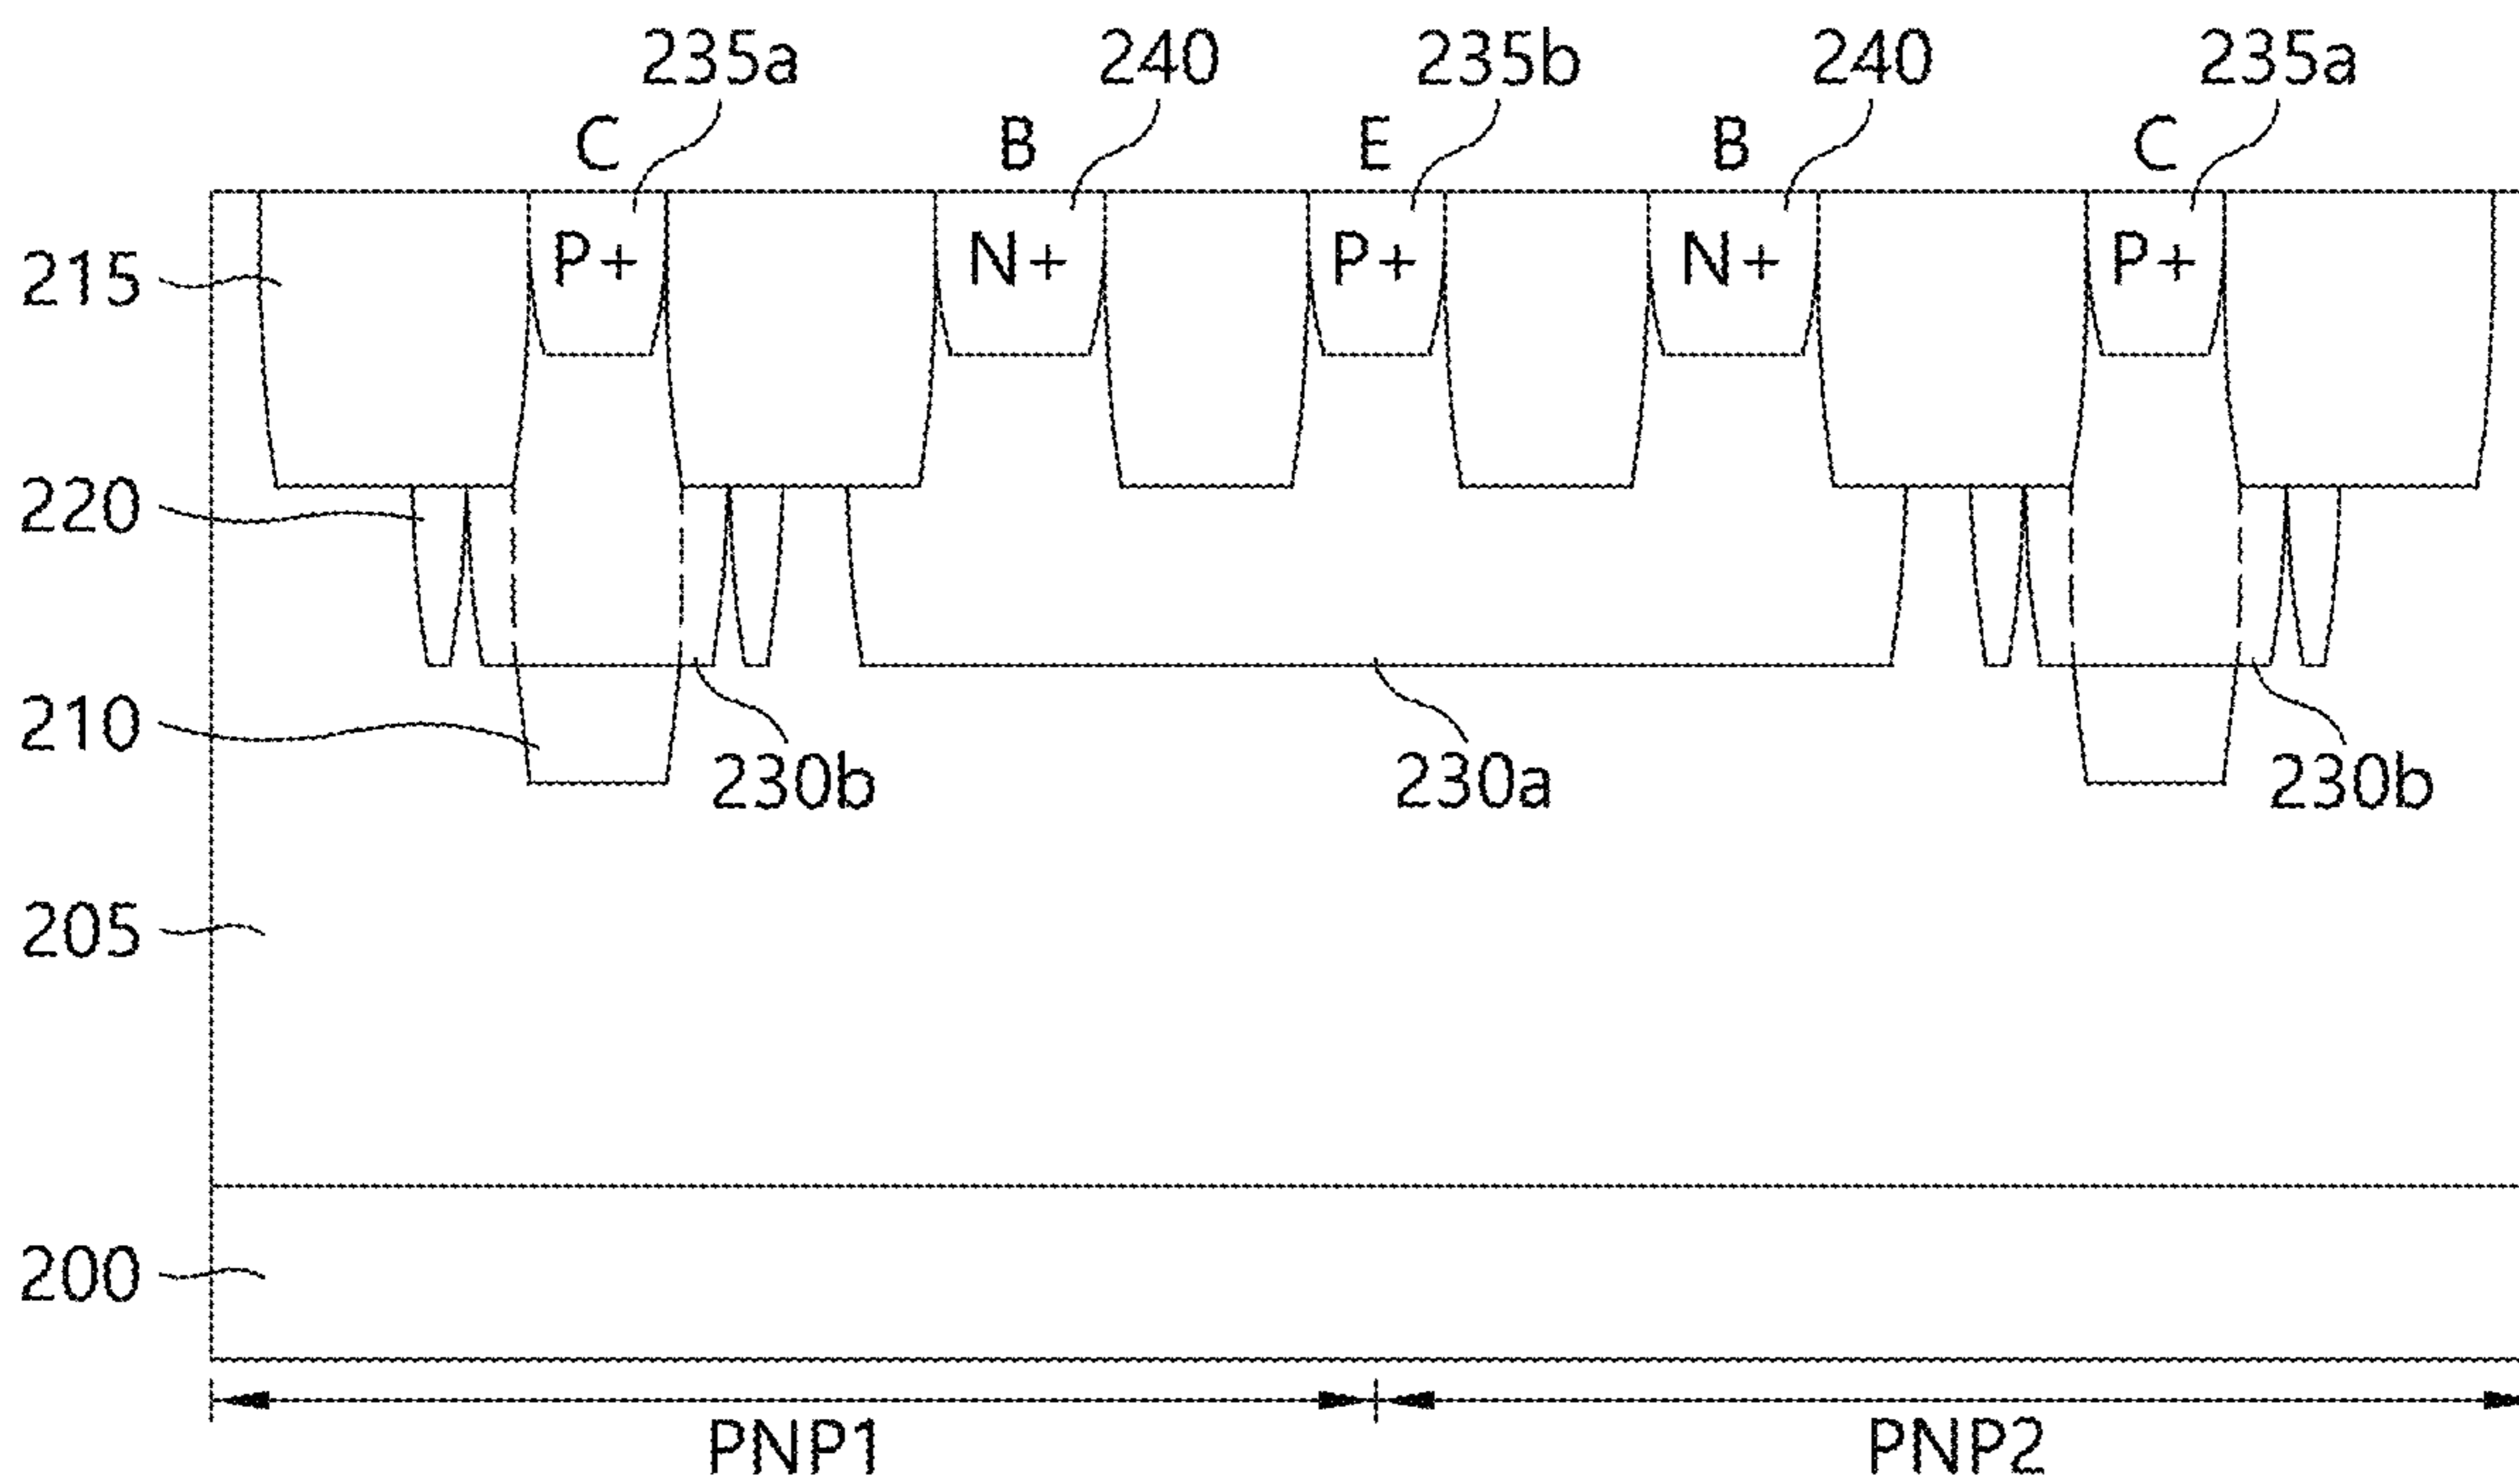 235a 240 235b 240 235a
C B E B C
P+ N+ P+ N+ P+
215
220
210
230b 230a 230b
205
200
PNP1 PNP2